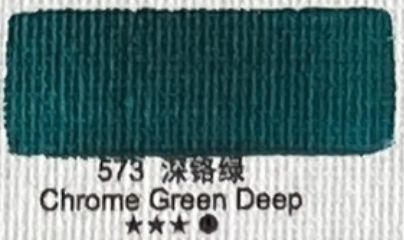 573 深铬绿
Chrome Green Deep
★★★●